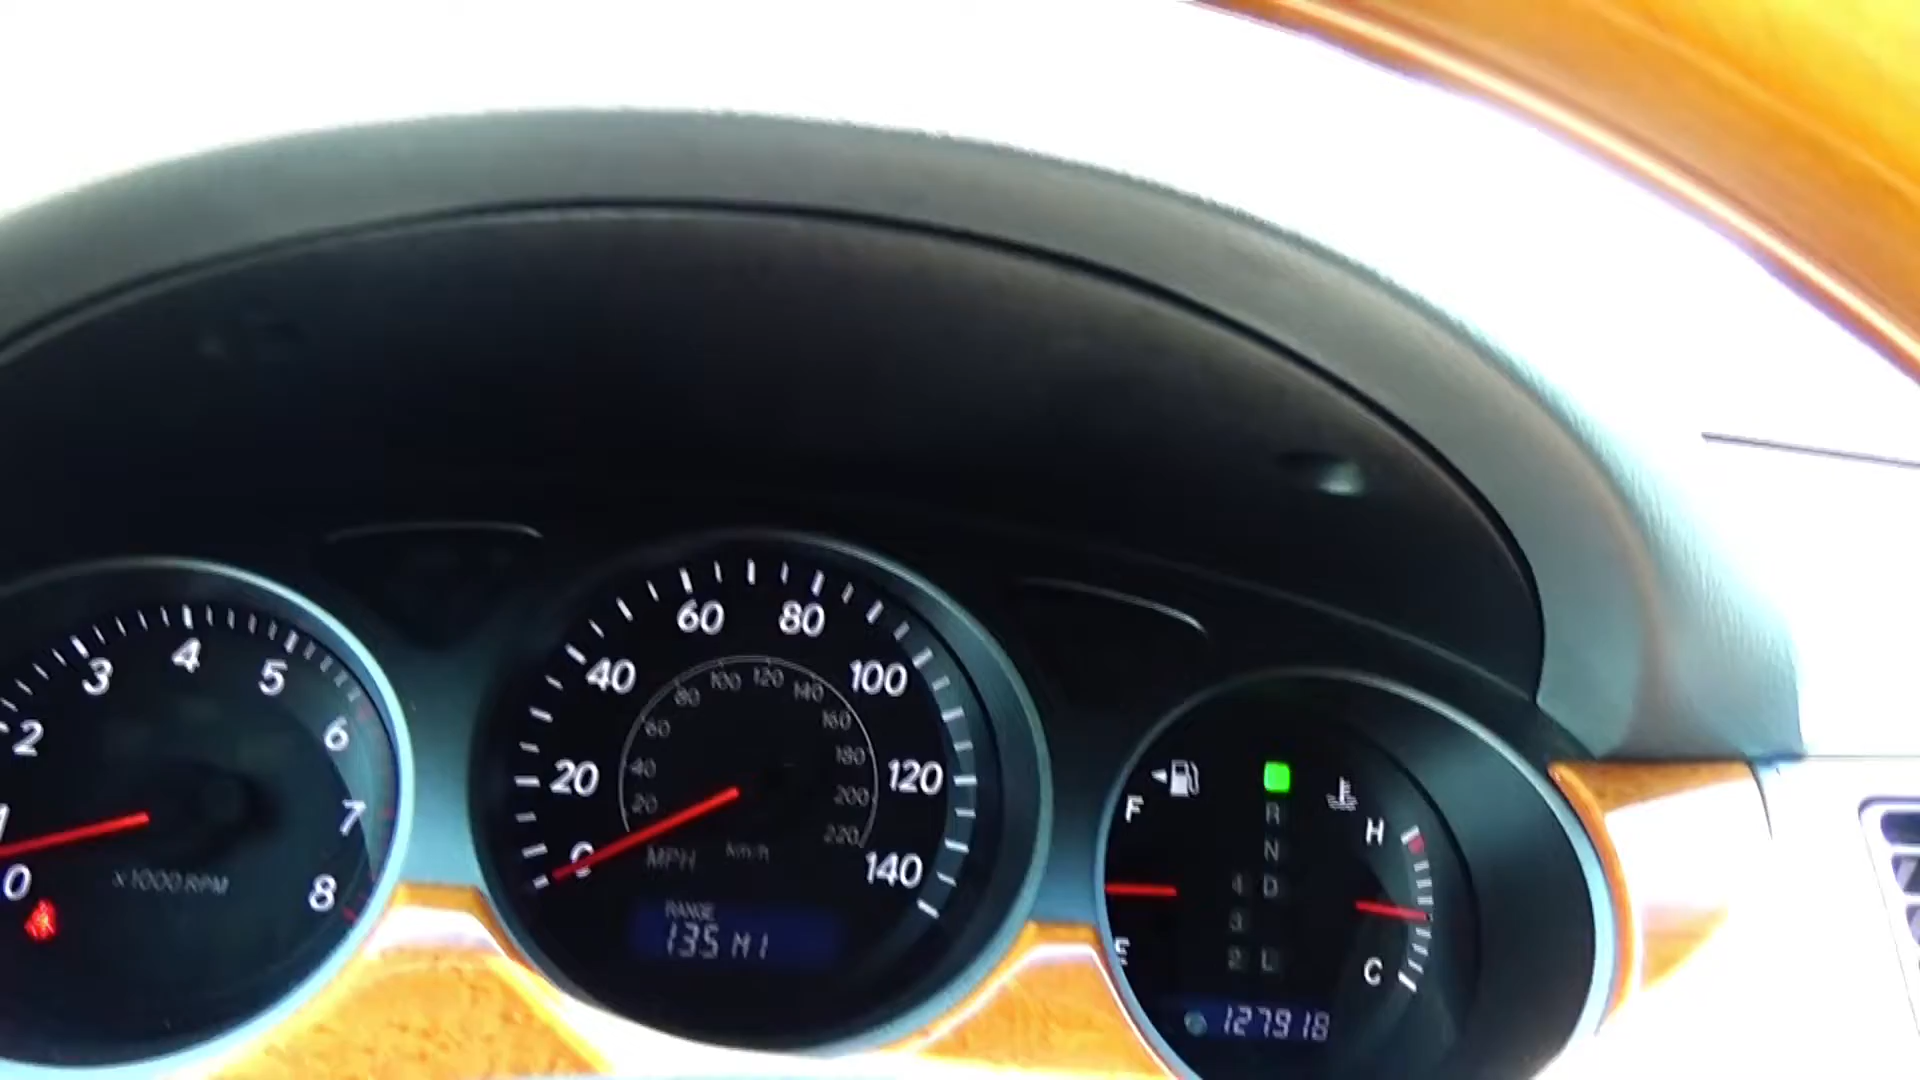 0 1 2 3 4 5 6 7 8
x1000 RPM
0 20 40 60 80 100 120 140
20 40 60 80 100 120 140 160 180 200 220
MPH km/h
RANGE
135 MI
F
E
R
N
4 D
3
2 L
H
C
127918